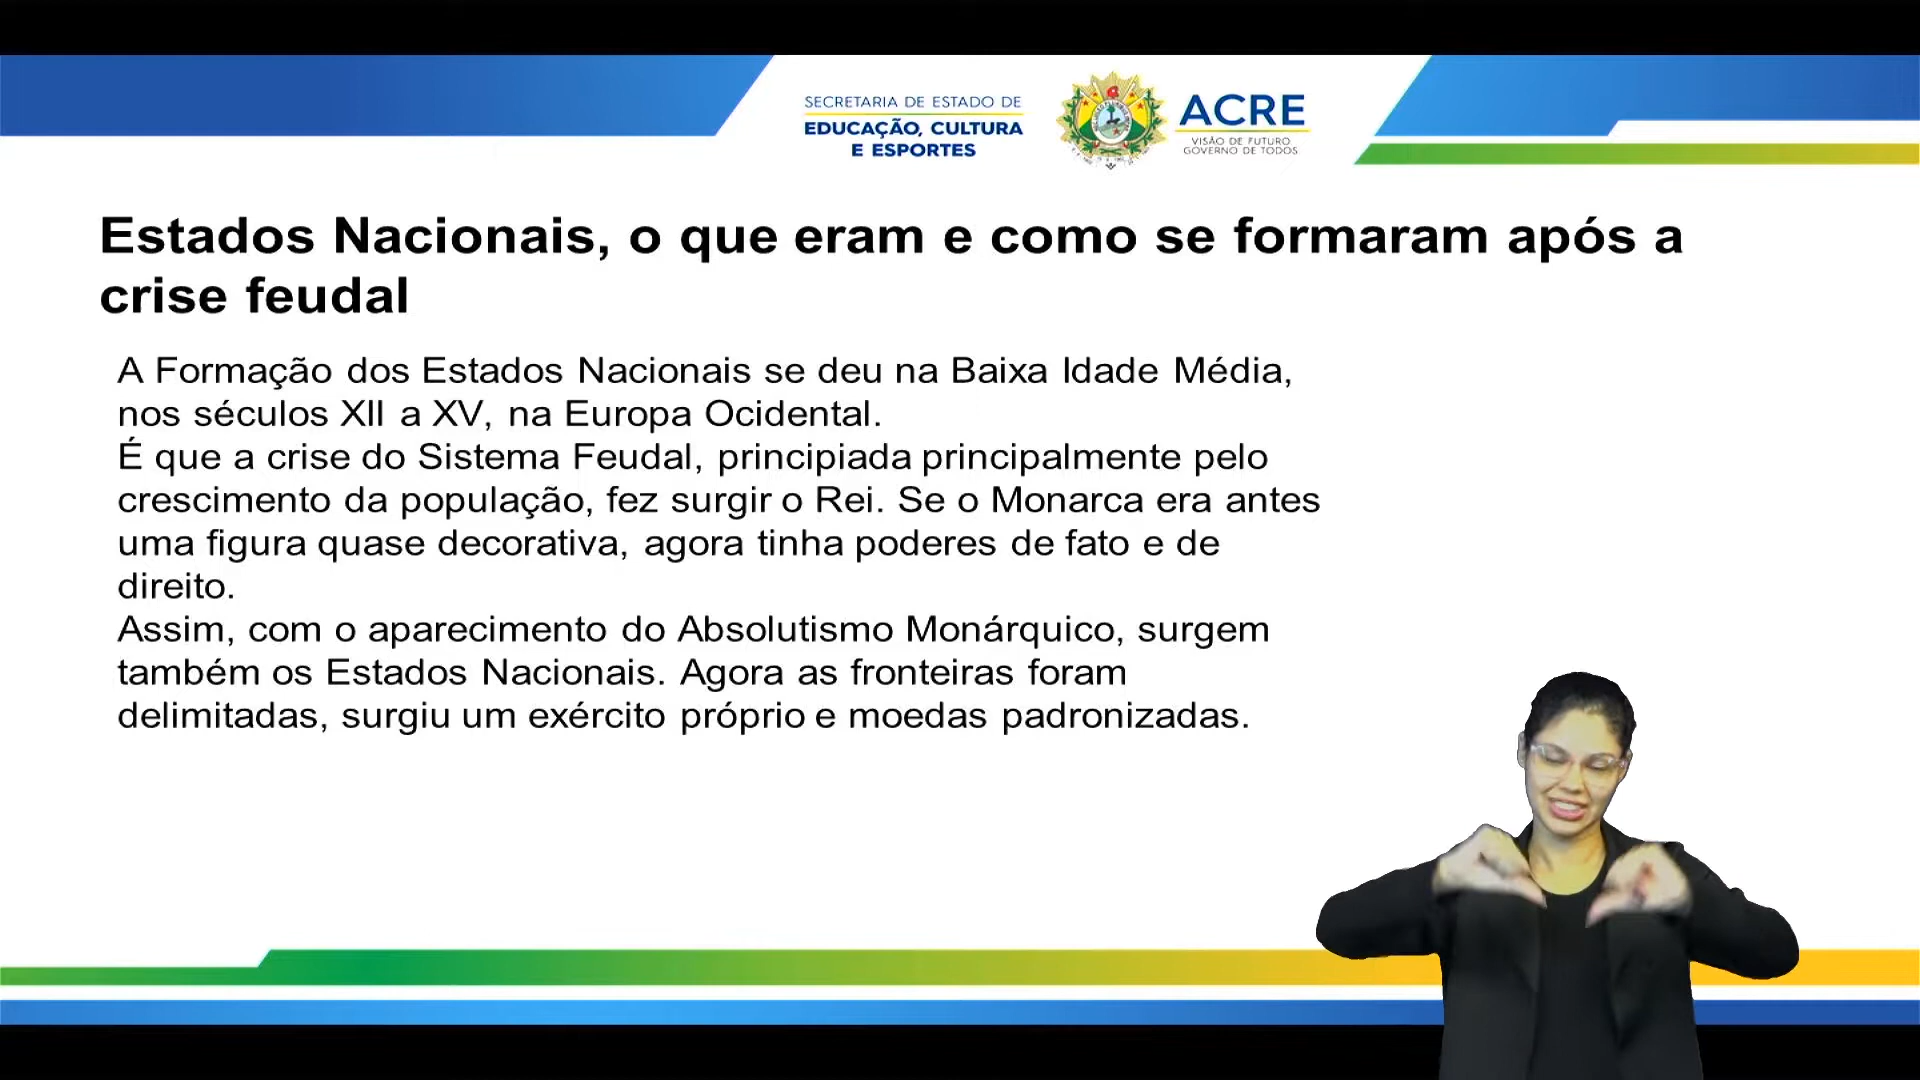 SECRETARIA DE ESTADO DE
EDUCAÇÃO, CULTURA
E ESPORTES
ACRE
VISÃO DE FUTURO
GOVERNO DE TODOS
Estados Nacionais, o que eram e como se formaram após a
crise feudal
A Formação dos Estados Nacionais se deu na Baixa Idade Média,
nos séculos XII a XV, na Europa Ocidental.
É que a crise do Sistema Feudal, principiada principalmente pelo
crescimento da população, fez surgir o Rei. Se o Monarca era antes
uma figura quase decorativa, agora tinha poderes de fato e de
direito.
Assim, com o aparecimento do Absolutismo Monárquico, surgem
também os Estados Nacionais. Agora as fronteiras foram
delimitadas, surgiu um exército próprio e moedas padronizadas.